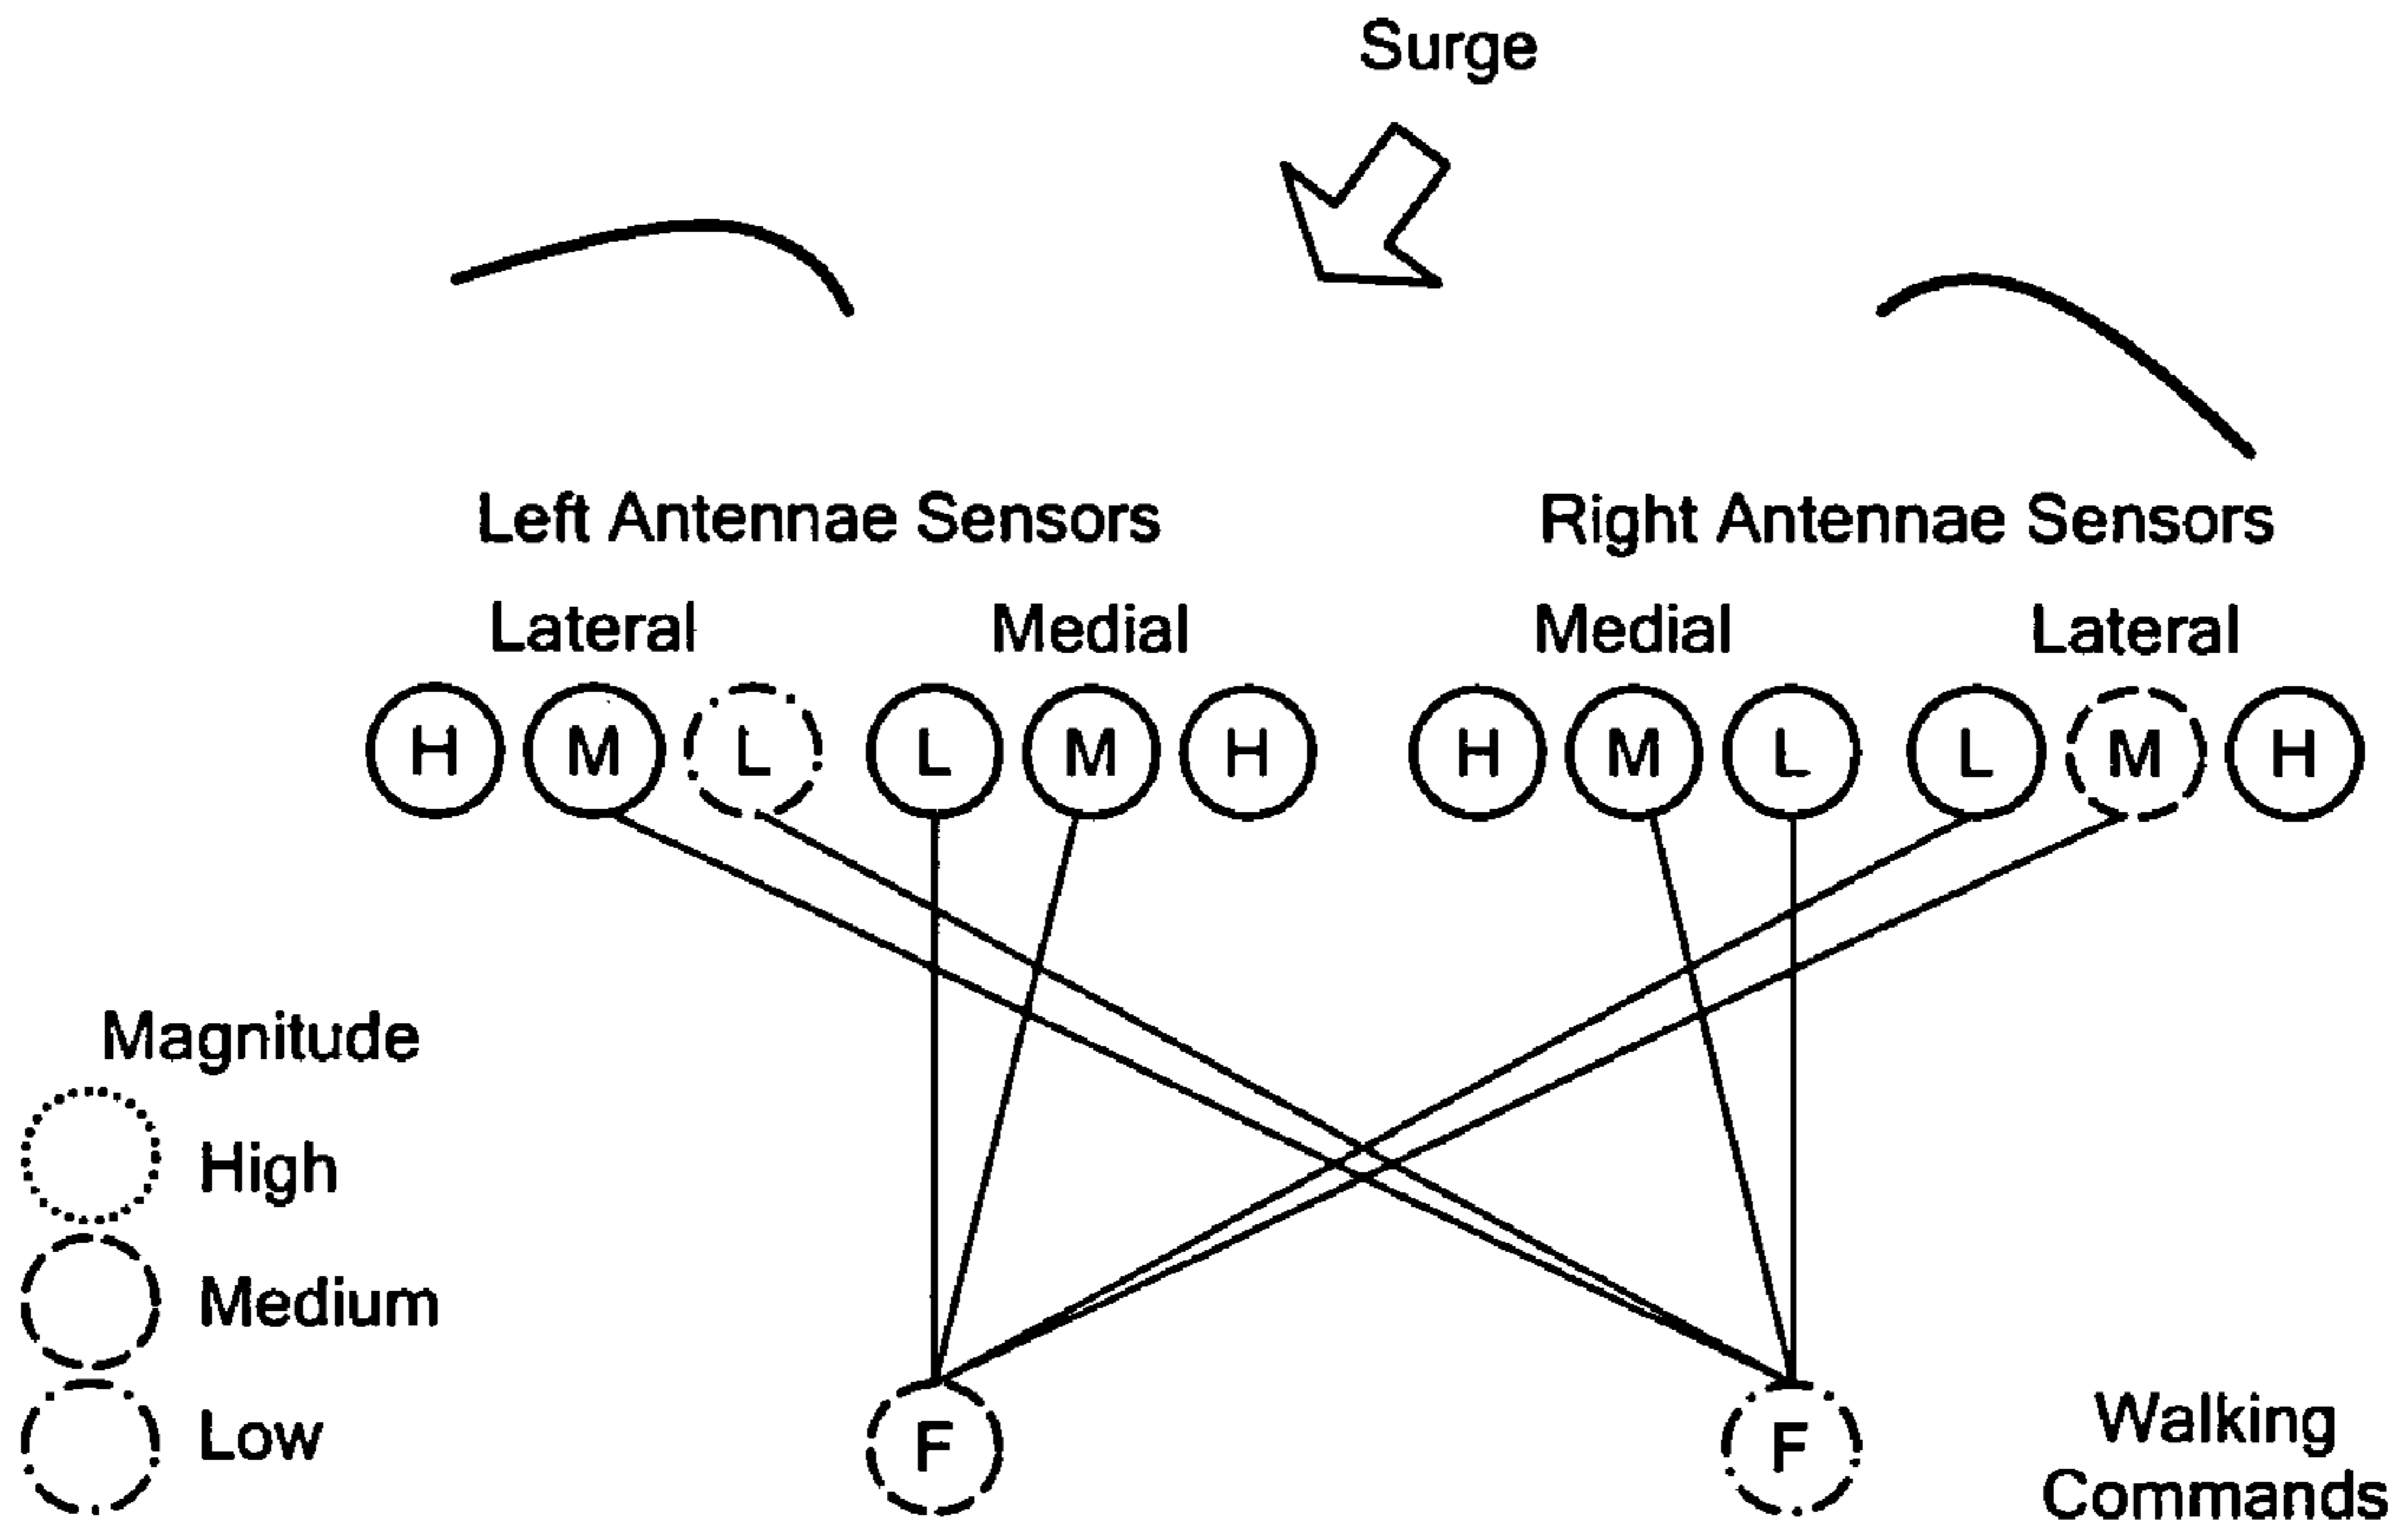 Surge
Left Antennae Sensors Right Antennae Sensors
Lateral Medial Medial Lateral
H M L L M H H M L L M H
Magnitude
High
Medium
Low
F F
Walking
Commands